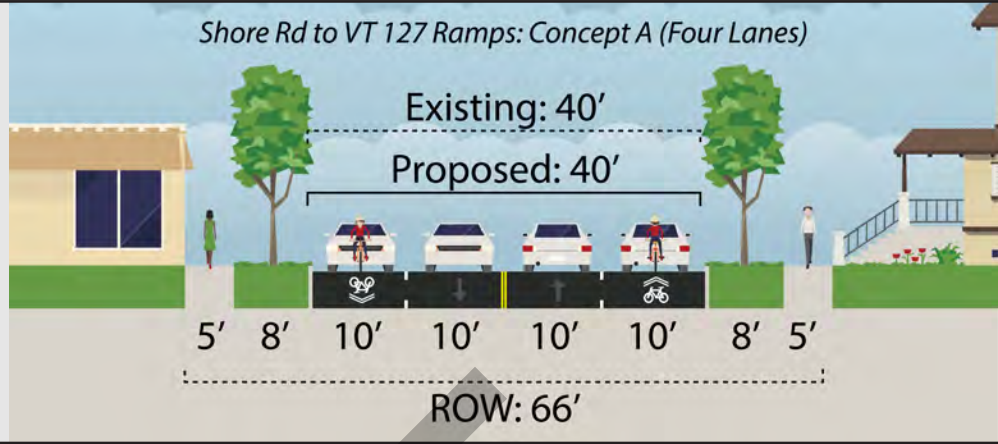 Shore Rd to VT 127 Ramps: Concept A (Four Lanes)
Existing: 40’
Proposed: 40’
5’ 8’ 10’ 10’ 10’ 10’ 8’ 5’
ROW: 66’